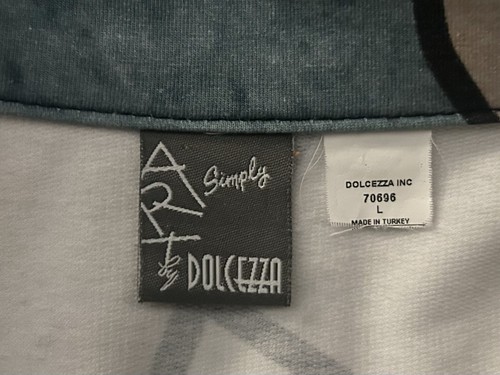 Simply
ART
by
DOLCEZZA
DOLCEZZA INC
70696
L
MADE IN TURKEY